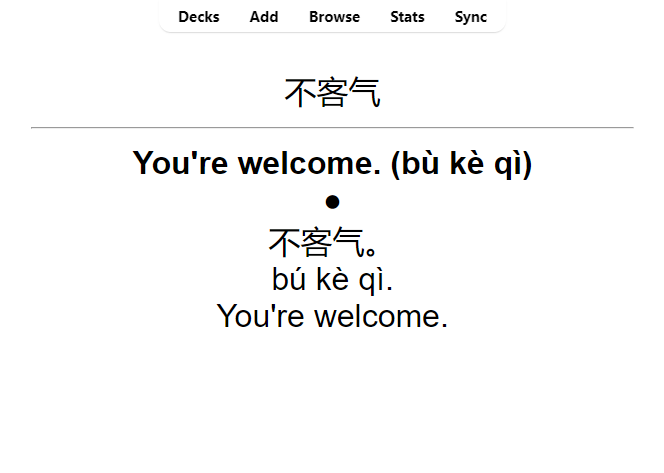 Decks Add Browse Stats Sync
不客气
You're welcome. (bù kè qì)
●
不客气。
bú kè qì.
You're welcome.